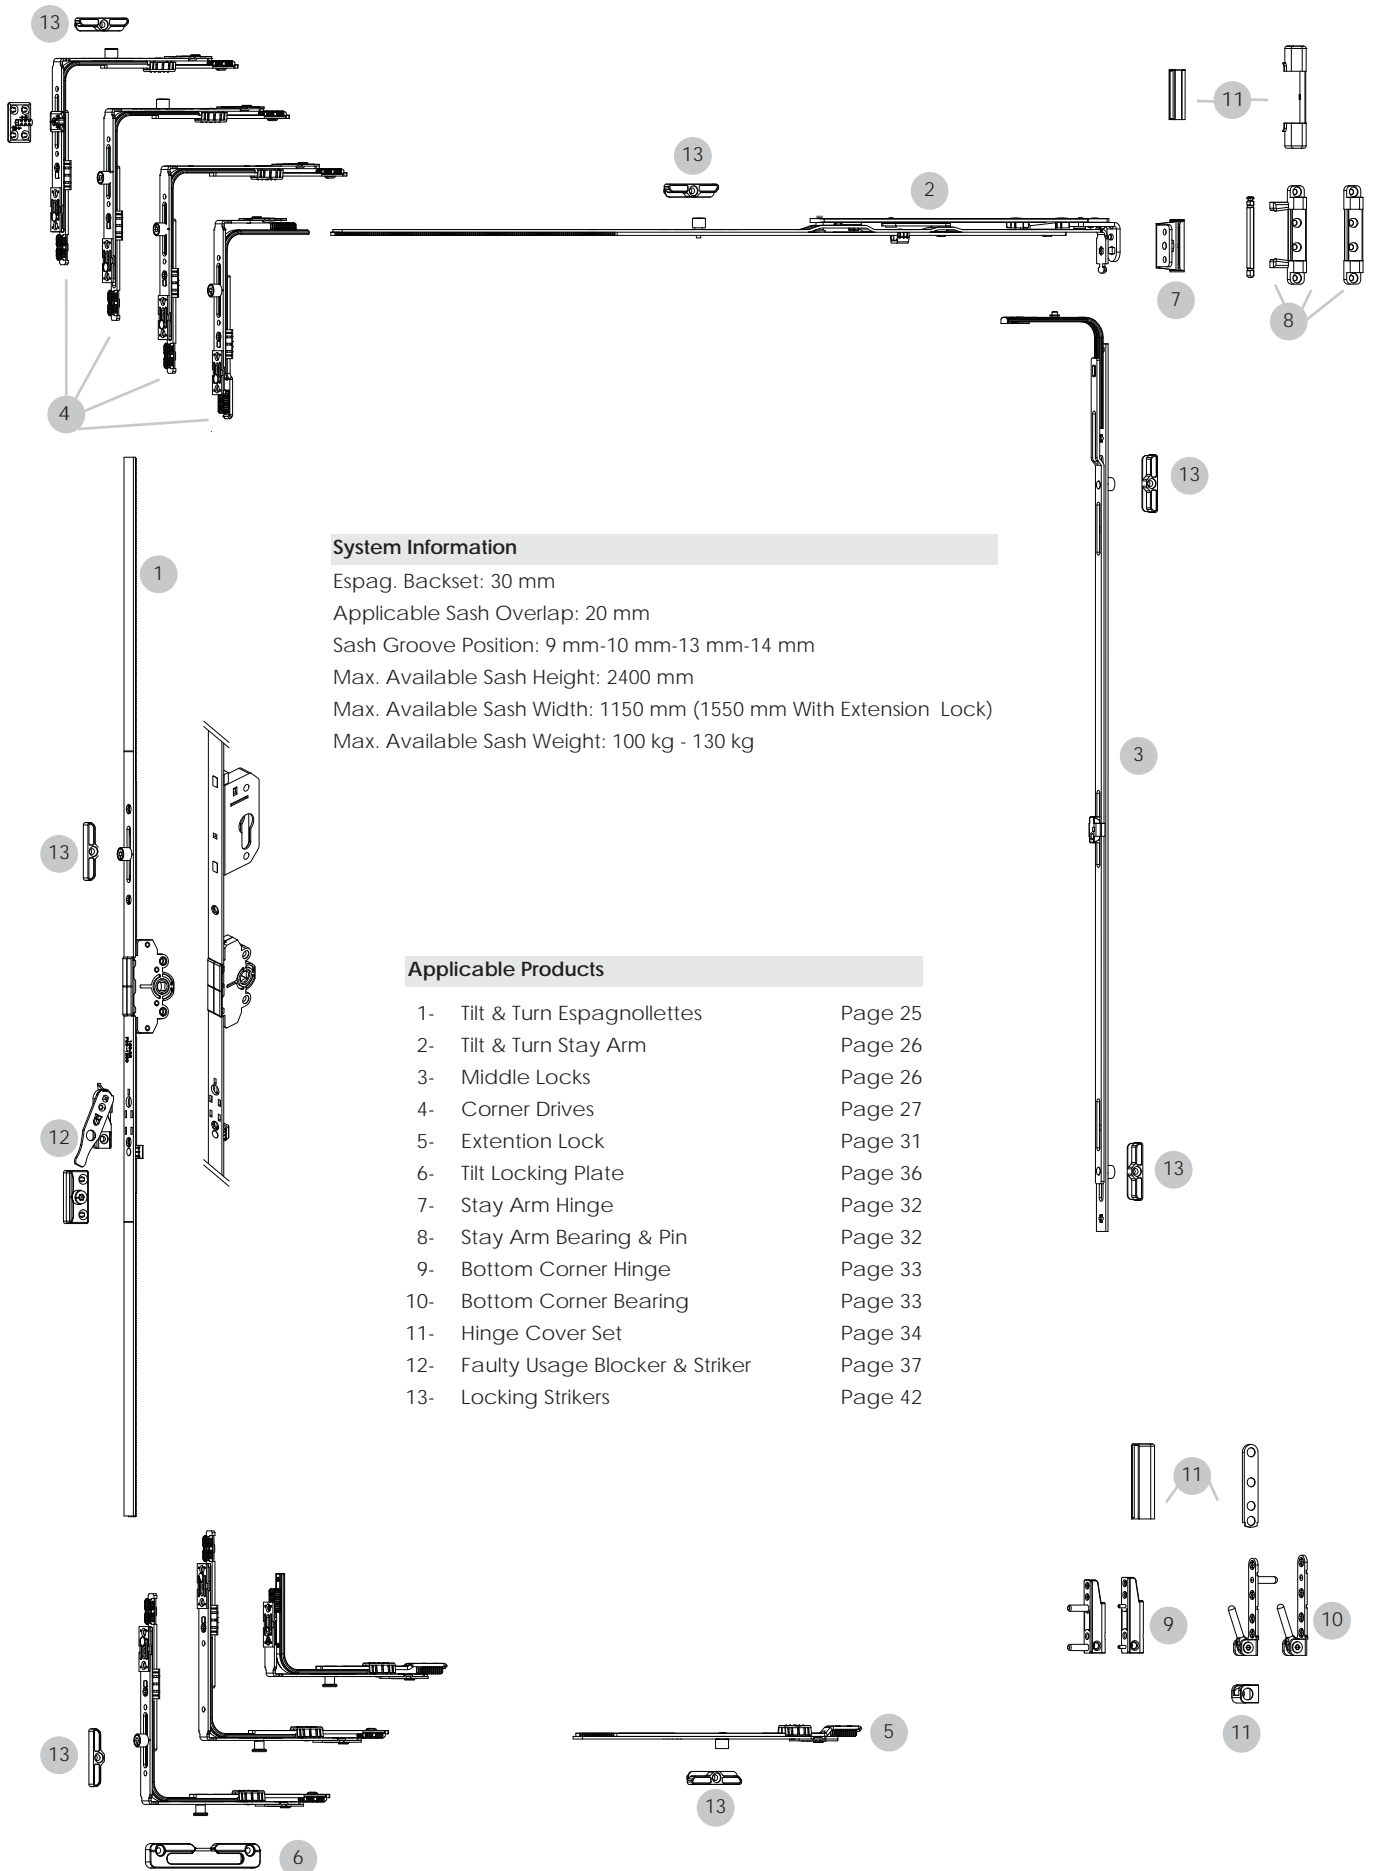 13
11
13
2
7
8
4
13
1
System Information
Espag. Backset: 30 mm
Applicable Sash Overlap: 20 mm
Sash Groove Position: 9 mm-10 mm-13 mm-14 mm
Max. Available Sash Height: 2400 mm
Max. Available Sash Width: 1150 mm (1550 mm With Extension Lock)
Max. Available Sash Weight: 100 kg - 130 kg
3
13
Applicable Products
1- Tilt & Turn Espagnollettes Page 25
2- Tilt & Turn Stay Arm Page 26
3- Middle Locks Page 26
4- Corner Drives Page 27
5- Extention Lock Page 31
6- Tilt Locking Plate Page 36
7- Stay Arm Hinge Page 32
8- Stay Arm Bearing & Pin Page 32
9- Bottom Corner Hinge Page 33
10- Bottom Corner Bearing Page 33
11- Hinge Cover Set Page 34
12- Faulty Usage Blocker & Striker Page 37
13- Locking Strikers Page 42
12
13
11
9
10
5
11
13
13
6